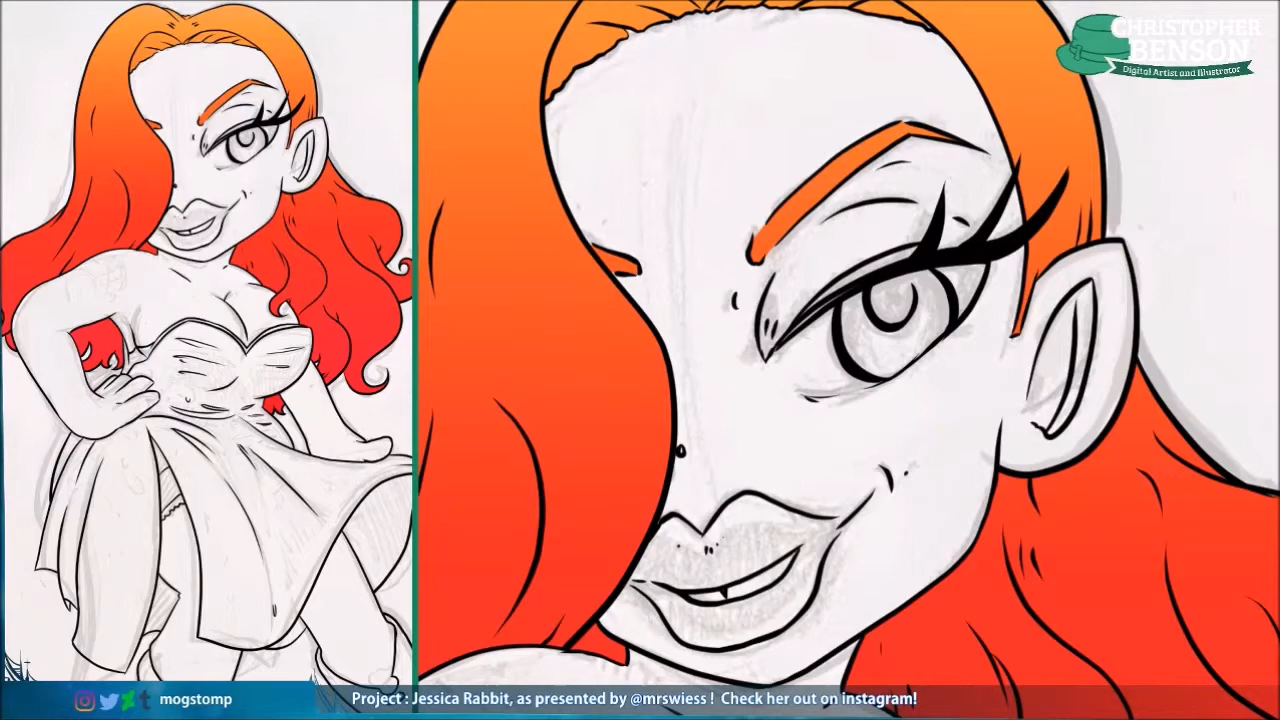 CHRISTOPHER
BENSON
Digital Artist and Illustrator
mogstomp
Project : Jessica Rabbit, as presented by @mrswiess ! Check her out on instagram!